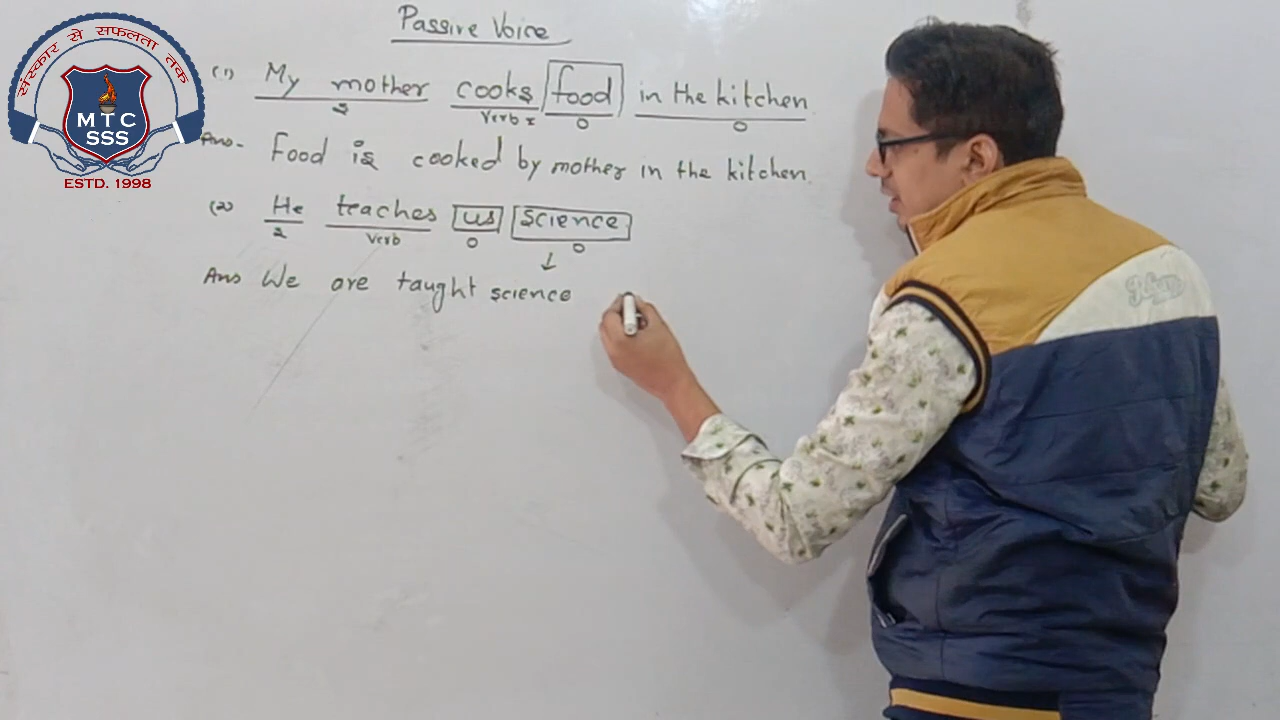 संस्कार से सफलता तक
MTC
SSS
ESTD. 1998
Passive Voice
(1) My mother cooks food in the kitchen
s verb I o o
Ans- Food is cooked by mother in the kitchen.
(2) He teaches us science.
s verb o o
↓
Ans We are taught science